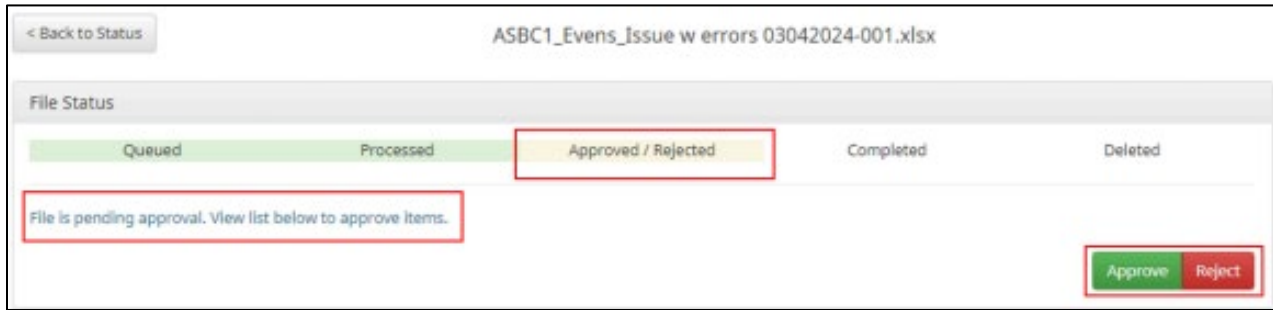 < Back to Status
ASBC1_Evens_Issue w errors 03042024-001.xlsx
File Status
Queued Processed Approved / Rejected Completed Deleted
File is pending approval. View list below to approve items.
Approve Reject